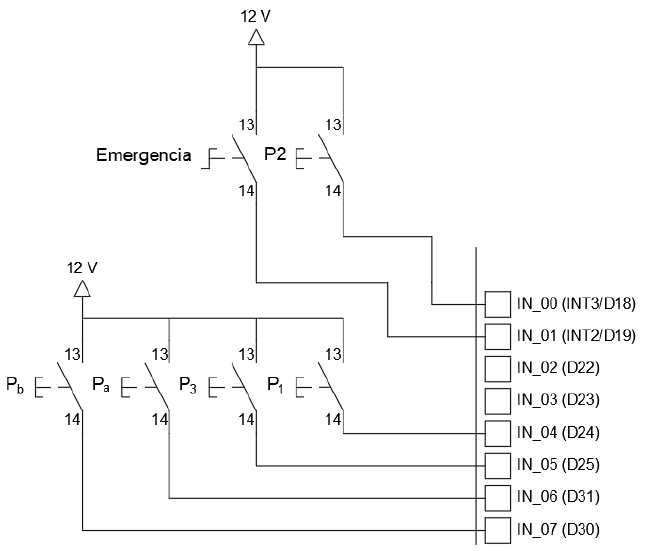 12 V
13 13
Emergencia P2
14 14
12 V
IN_00 (INT3/D18)
IN_01 (INT2/D19)
13 13 13 13
IN_02 (D22)
Pb Pa P3 P1
IN_03 (D23)
14 14 14 14
IN_04 (D24)
IN_05 (D25)
IN_06 (D31)
IN_07 (D30)